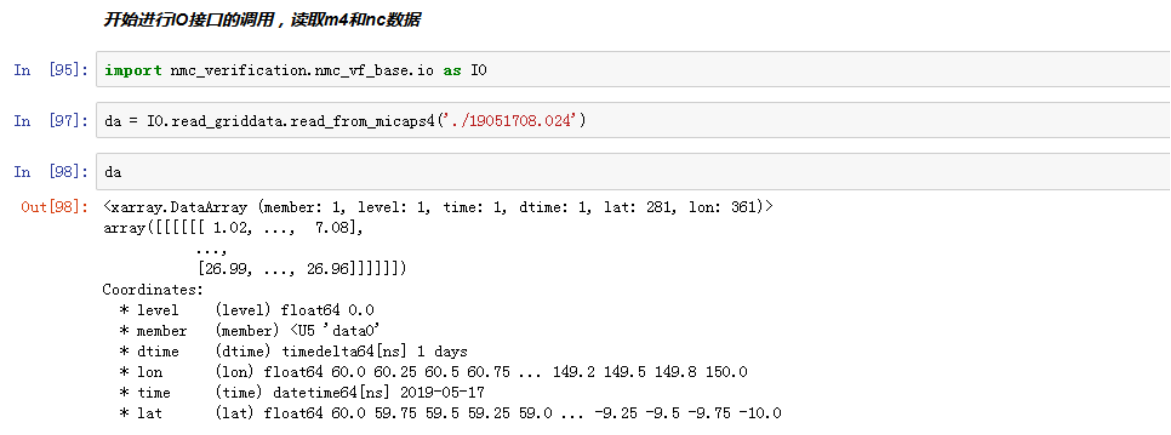 开始进行IO接口的调用，读取m4和nc数据
In [95]: import nmc_verification.nmc_vf_base.io as IO
In [97]: da = IO.read_griddata.read_from_micaps4('./19051708.024')
In [98]: da
Out[98]: <xarray.DataArray (member: 1, level: 1, time: 1, dtime: 1, lat: 281, lon: 361)>
array([[[[[[ 1.02, ..., 7.08],
...,
[26.99, ..., 26.96]]]]]])
Coordinates:
* level (level) float64 0.0
* member (member) <U5 'data0'
* dtime (dtime) timedelta64[ns] 1 days
* lon (lon) float64 60.0 60.25 60.5 60.75 ... 149.2 149.5 149.8 150.0
* time (time) datetime64[ns] 2019-05-17
* lat (lat) float64 60.0 59.75 59.5 59.25 59.0 ... -9.25 -9.5 -9.75 -10.0